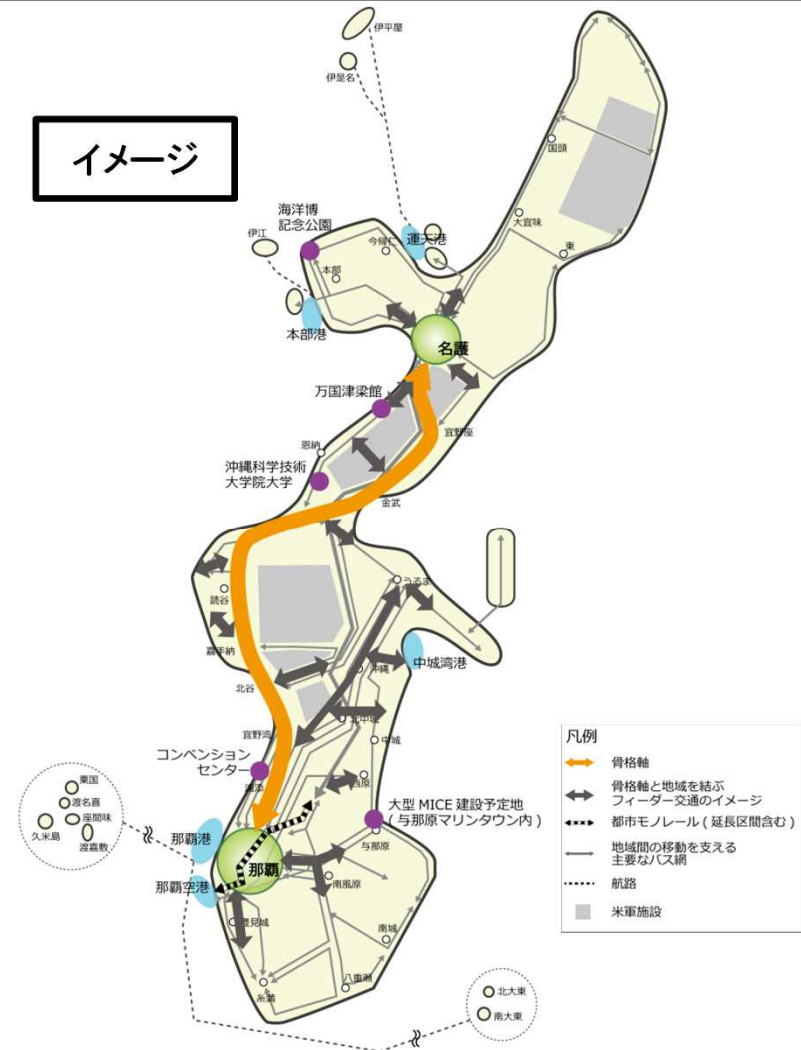 伊平屋
伊是名
イメージ
国頭
海洋博
記念公園
大宜味
伊江
今帰仁
運天港
東
本部
本部港
名護
万国津梁館
宜野座
恩納
沖縄科学技術
大学院大学
金武
うるま
読谷
嘉手納
中城湾港
沖縄
北谷
北中城
宜野湾
中城
コンベンション
センター
西原
浦添
大型 MICE 建設予定地
(与那原マリンタウン内)
粟国
渡名喜
座間味
久米島
渡嘉敷
那覇港
与那原
那覇
那覇空港
南風原
豊見城
南城
八重瀬
糸満
北大東
南大東
凡例
骨格軸
骨格軸と地域を結ぶ
フィーダー交通のイメージ
都市モノレール(延長区間含む)
地域間の移動を支える
主要なバス網
航路
米軍施設